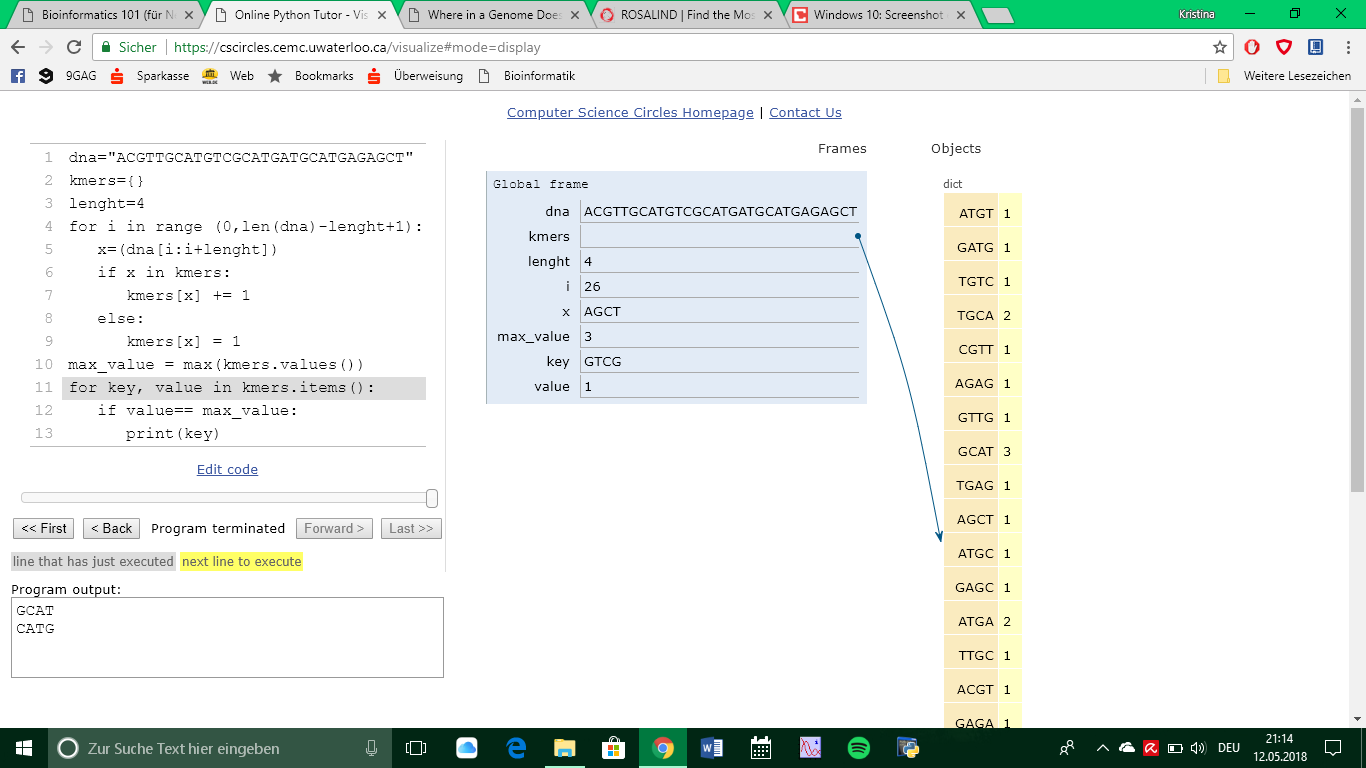 Bioinformatics 101 (für N
Online Python Tutor - Vis
Where in a Genome Does
ROSALIND | Find the Mos
Windows 10: Screenshot
Kristina
Sicher
https://cscircles.cemc.uwaterloo.ca/visualize#mode=display
9GAG
Sparkasse
WEB.DE
Web
Bookmarks
Überweisung
Bioinformatik
Weitere Lesezeichen
Computer Science Circles Homepage | Contact Us
1 dna="ACGTTGCATGTCGCATGATGCATGAGAGCT"
2 kmers={}
3 lenght=4
4 for i in range (0,len(dna)-lenght+1):
5    x=(dna[i:i+lenght])
6    if x in kmers:
7       kmers[x] += 1
8    else:
9       kmers[x] = 1
10 max_value = max(kmers.values())
11 for key, value in kmers.items():
12    if value== max_value:
13       print(key)
Edit code
<< First
< Back
Program terminated
Forward >
Last >>
line that has just executed
next line to execute
Program output:
GCAT
CATG
Frames
Global frame
dna ACGTTGCATGTCGCATGATGCATGAGAGCT
kmers
lenght 4
i 26
x AGCT
max_value 3
key GTCG
value 1
Objects
dict
ATGT 1
GATG 1
TGTC 1
TGCA 2
CGTT 1
AGAG 1
GTTG 1
GCAT 3
TGAG 1
AGCT 1
ATGC 1
GAGC 1
ATGA 2
TTGC 1
ACGT 1
GAGA 1
Zur Suche Text hier eingeben
DEU
21:14
12.05.2018